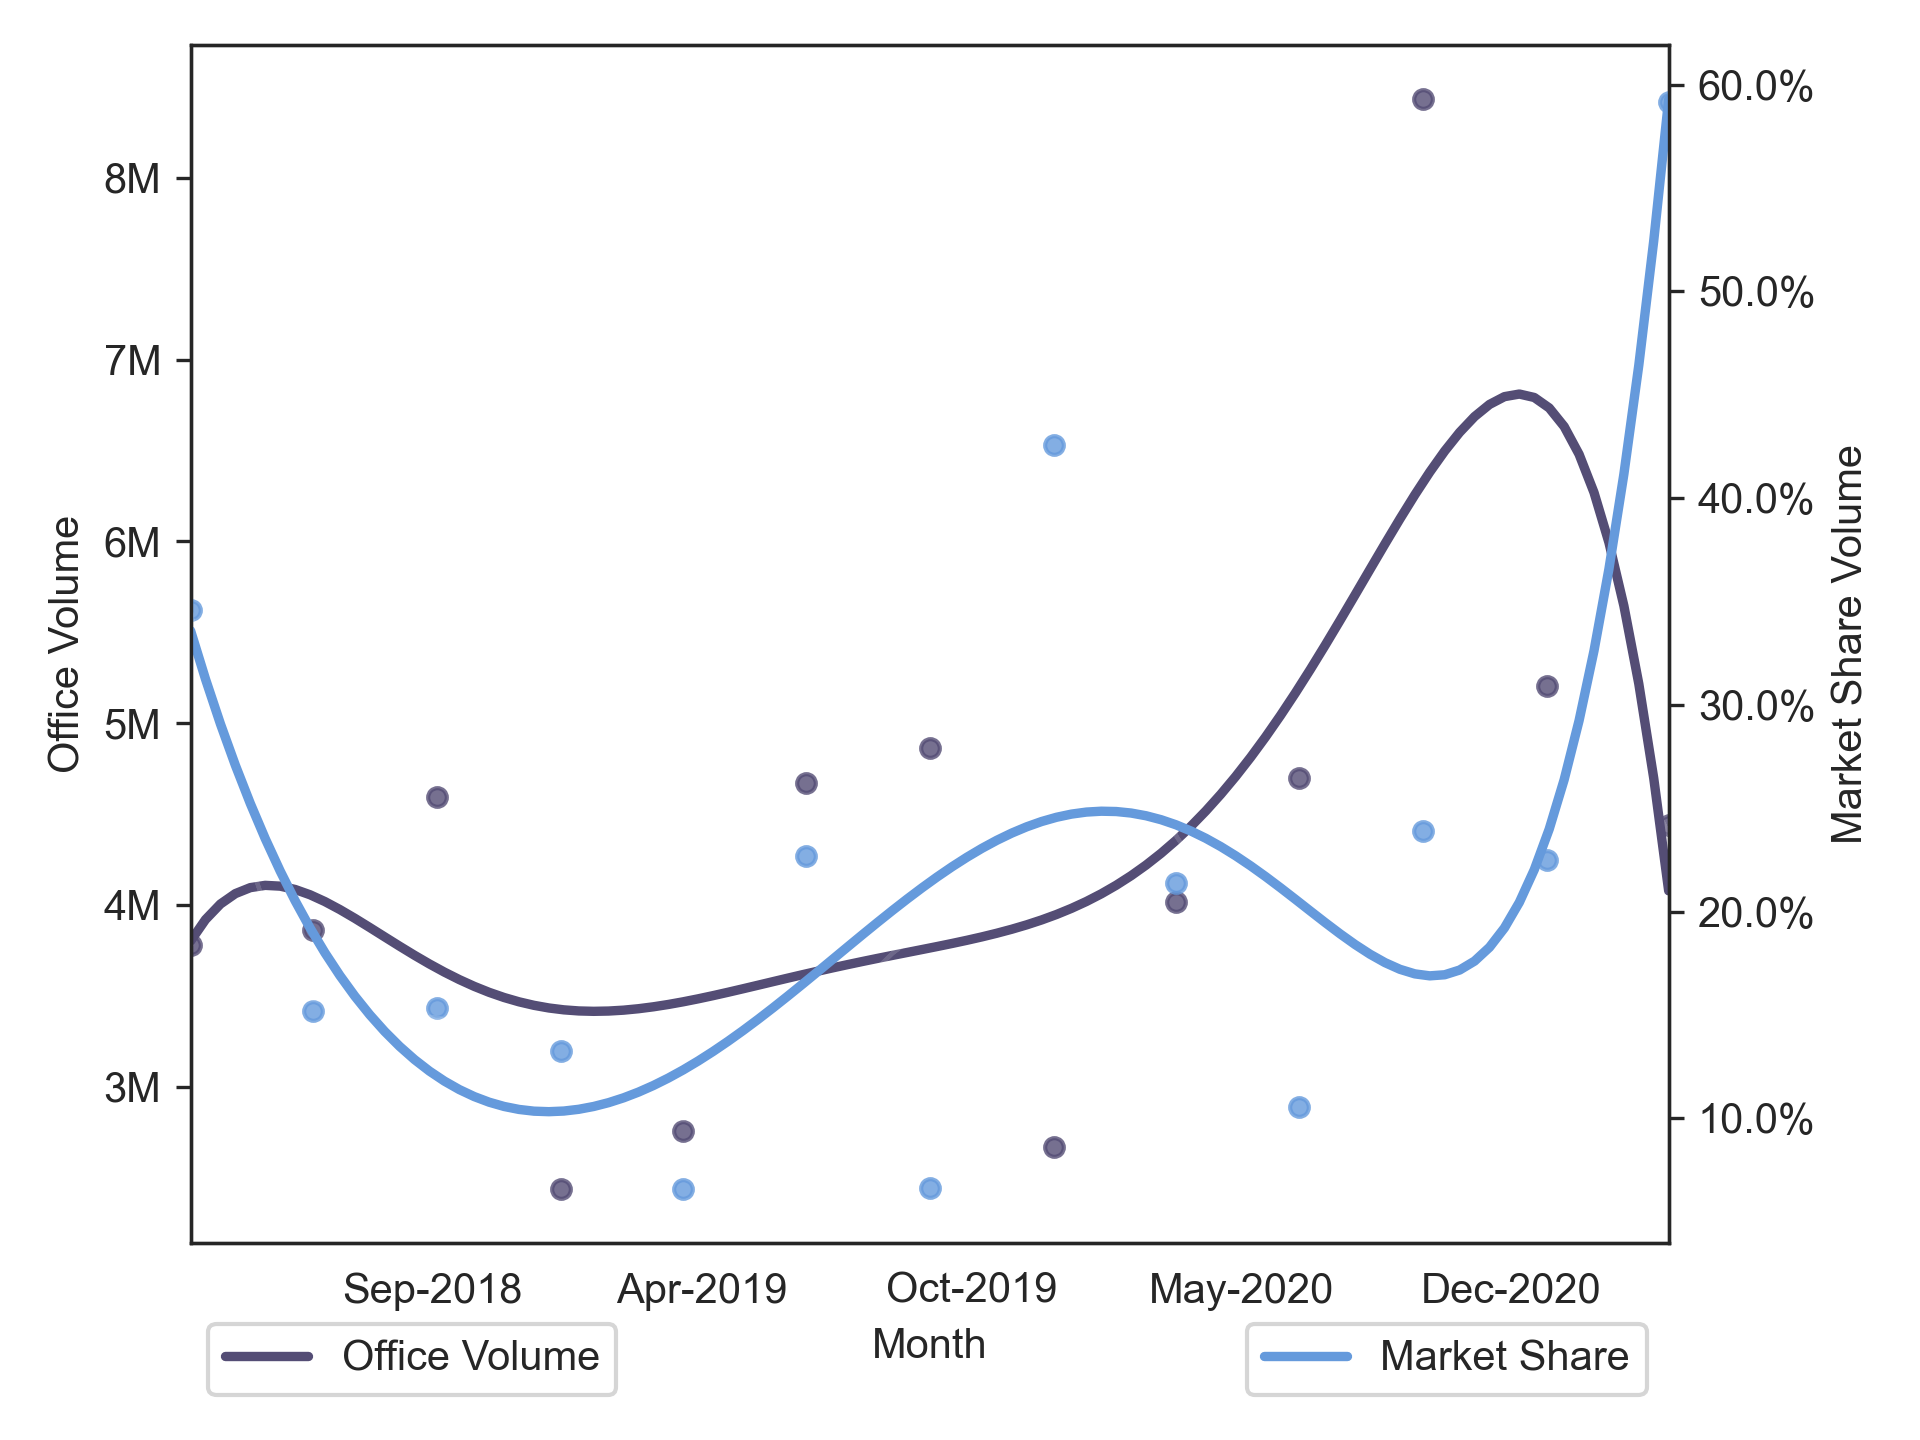 60.0%
8M
50.0%
7M
40.0%
6M
Office Volume
Market Share Volume
5M
30.0%
4M
20.0%
3M
10.0%
Sep-2018 Apr-2019 Oct-2019 May-2020 Dec-2020
Month
Office Volume
Market Share